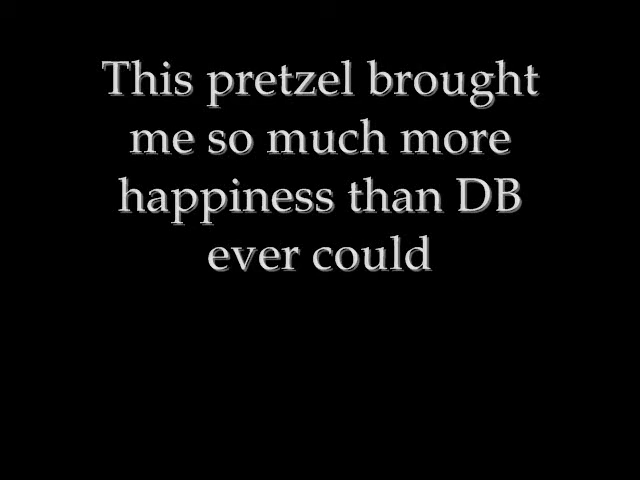 This pretzel brought
me so much more
happiness than DB
ever could